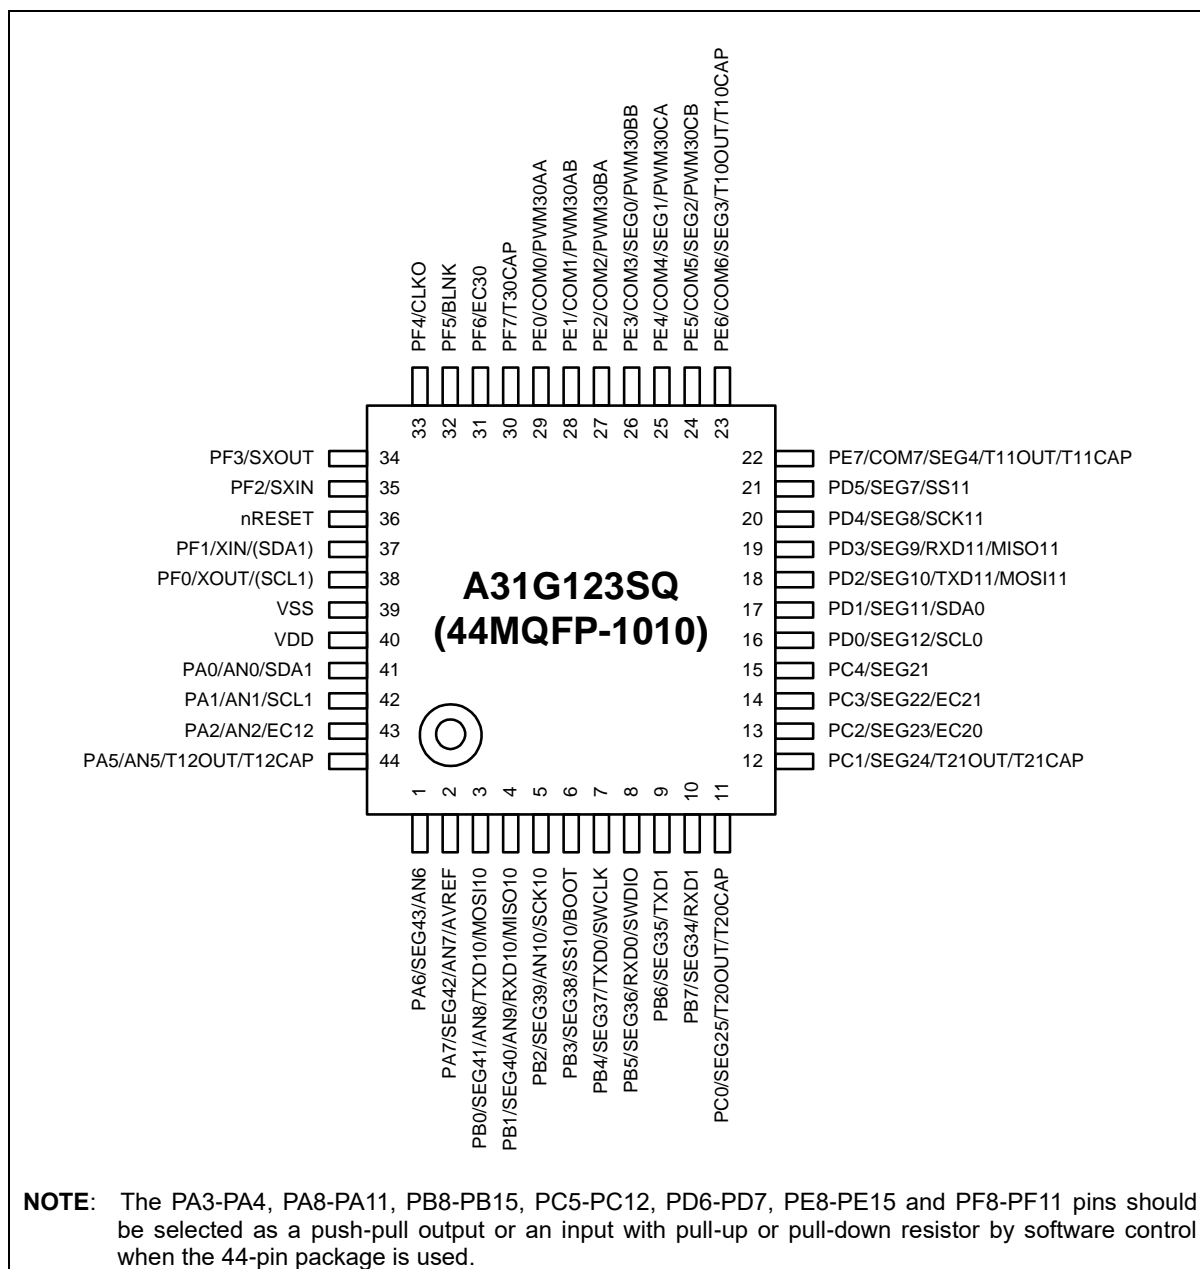 PF4/CLKO
PF5/BLNK
PF6/EC30
PF7/T30CAP
PE0/COM0/PWM30AA
PE1/COM1/PWM30AB
PE2/COM2/PWM30BA
PE3/COM3/SEG0/PWM30BB
PE4/COM4/SEG1/PWM30CA
PE5/COM5/SEG2/PWM30CB
PE6/COM6/SEG3/T10OUT/T10CAP
33 32 31 30 29 28 27 26 25 24 23
PF3/SXOUT 34
PF2/SXIN 35
nRESET 36
PF1/XIN/(SDA1) 37
PF0/XOUT/(SCL1) 38
VSS 39
VDD 40
PA0/AN0/SDA1 41
PA1/AN1/SCL1 42
PA2/AN2/EC12 43
PA5/AN5/T12OUT/T12CAP 44
A31G123SQ
(44MQFP-1010)
22 PE7/COM7/SEG4/T11OUT/T11CAP
21 PD5/SEG7/SS11
20 PD4/SEG8/SCK11
19 PD3/SEG9/RXD11/MISO11
18 PD2/SEG10/TXD11/MOSI11
17 PD1/SEG11/SDA0
16 PD0/SEG12/SCL0
15 PC4/SEG21
14 PC3/SEG22/EC21
13 PC2/SEG23/EC20
12 PC1/SEG24/T21OUT/T21CAP
1 2 3 4 5 6 7 8 9 10 11
PA6/SEG43/AN6
PA7/SEG42/AN7/AVREF
PB0/SEG41/AN8/TXD10/MOSI10
PB1/SEG40/AN9/RXD10/MISO10
PB2/SEG39/AN10/SCK10
PB3/SEG38/SS10/BOOT
PB4/SEG37/TXD0/SWCLK
PB5/SEG36/RXD0/SWDIO
PB6/SEG35/TXD1
PB7/SEG34/RXD1
PC0/SEG25/T20OUT/T20CAP
NOTE: The PA3-PA4, PA8-PA11, PB8-PB15, PC5-PC12, PD6-PD7, PE8-PE15 and PF8-PF11 pins should
be selected as a push-pull output or an input with pull-up or pull-down resistor by software control
when the 44-pin package is used.